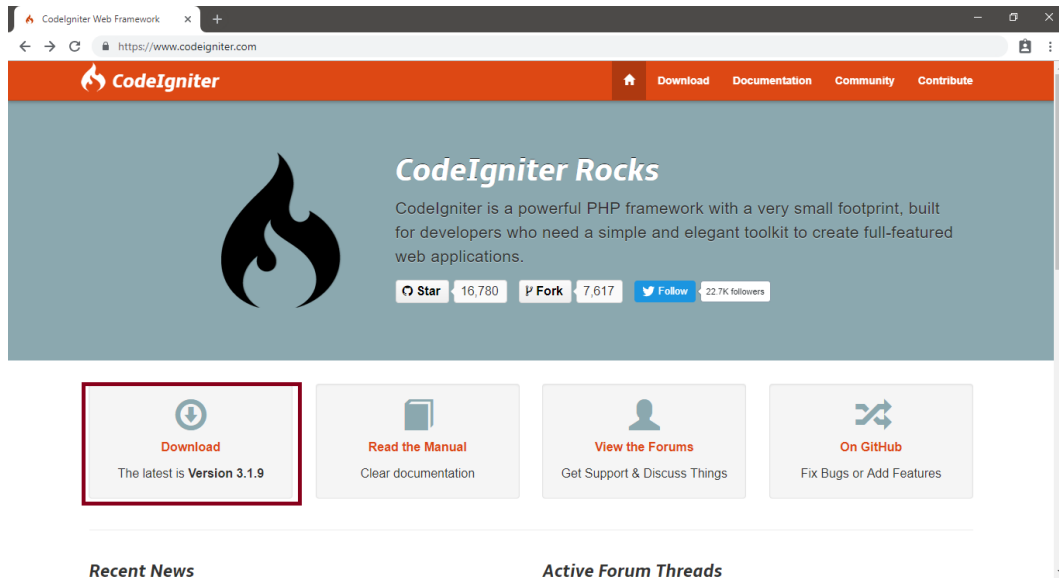 CodeIgniter Web Framework
https://www.codeigniter.com
CodeIgniter
Download Documentation Community Contribute
CodeIgniter Rocks
CodeIgniter is a powerful PHP framework with a very small footprint, built
for developers who need a simple and elegant toolkit to create full-featured
web applications.
Star 16,780 Fork 7,617 Follow 22.7K followers
Download Read the Manual View the Forums On GitHub
The latest is Version 3.1.9 Clear documentation Get Support & Discuss Things Fix Bugs or Add Features
Recent News Active Forum Threads